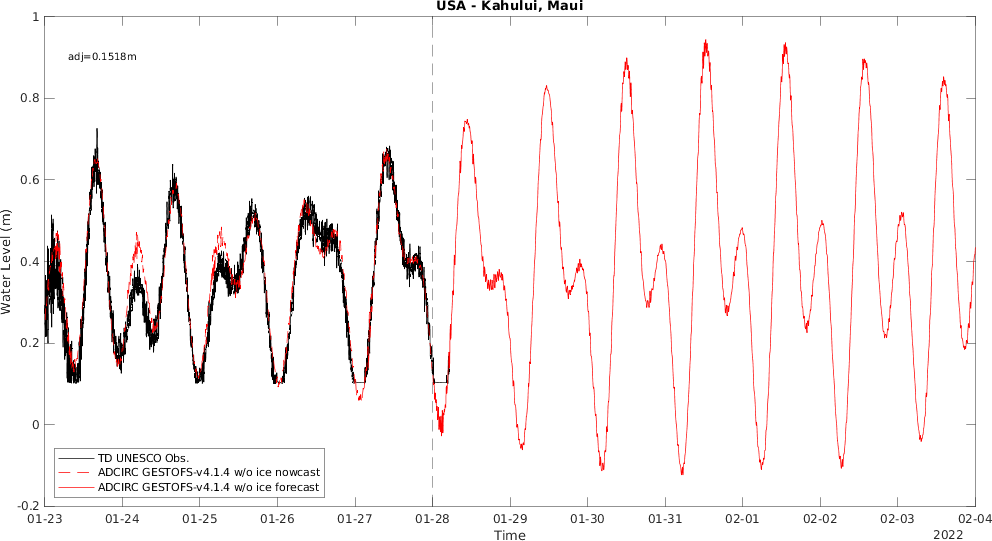 USA - Kahului, Maui
adj=0.1518m
Water Level (m)
1
0.8
0.6
0.4
0.2
0
-0.2
TD UNESCO Obs.
ADCIRC GESTOFS-v4.1.4 w/o ice nowcast
ADCIRC GESTOFS-v4.1.4 w/o ice forecast
01-23 01-24 01-25 01-26 01-27 01-28 01-29 01-30 01-31 02-01 02-02 02-03 02-04
Time
2022